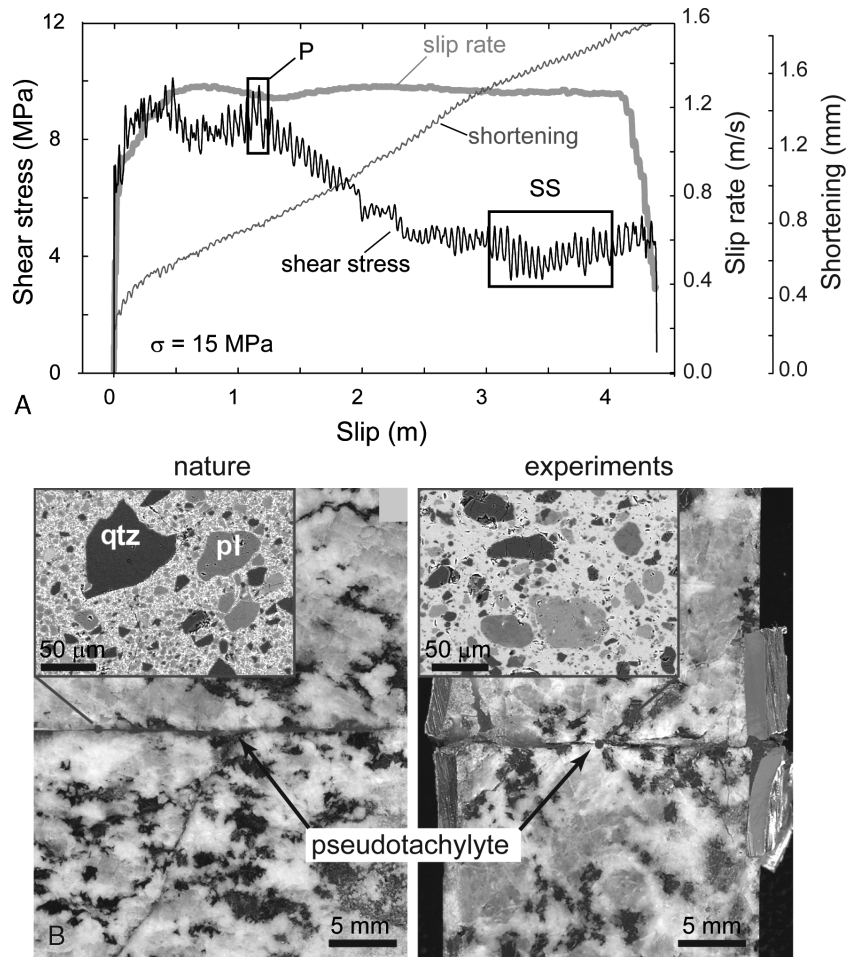 12
P
slip rate
1.6
8
shortening
1.2
1.5
SS
0.8
1.2
4
shear stress
0.4
0.8
σ = 15 MPa
0.4
0
0.0
0.0
0
1
2
3
4
Shear stress (MPa)
Slip rate (m/s)
Shortening (mm)
A
Slip (m)
nature
experiments
qtz
pl
50 μm
50 μm
pseudotachylyte
B
5 mm
5 mm